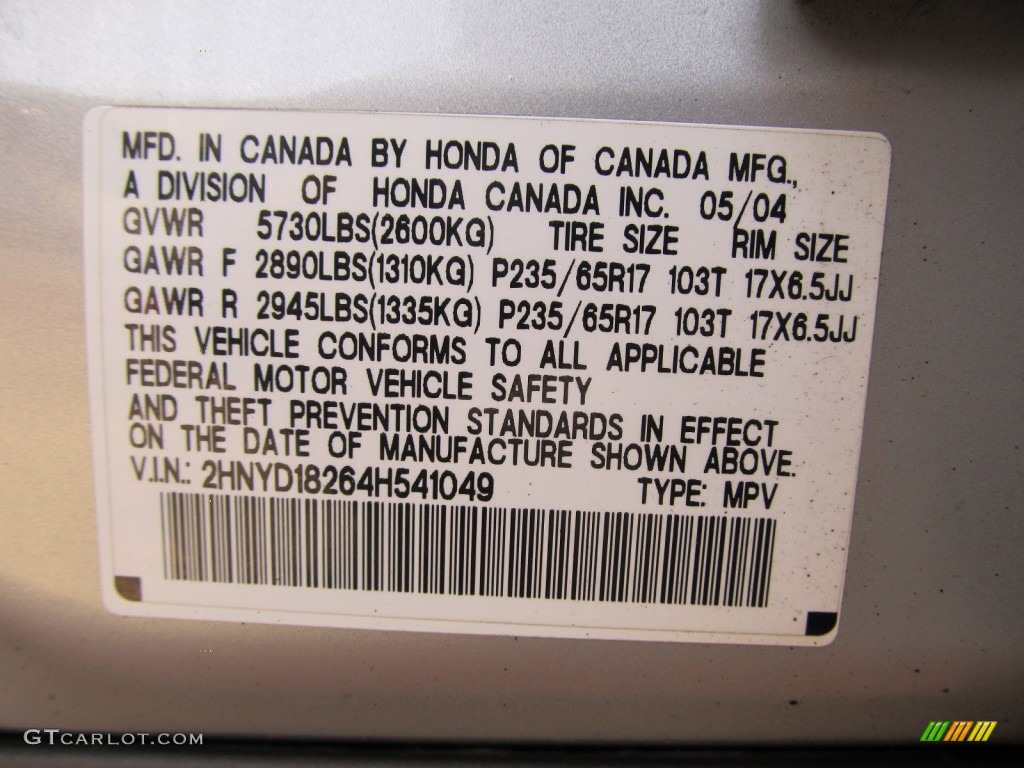 MFD. IN CANADA BY HONDA OF CANADA MFG.,
A DIVISION OF HONDA CANADA INC. 05/04
GVWR 5730LBS(2600KG) TIRE SIZE RIM SIZE
GAWR F 2890LBS(1310KG) P235/65R17 103T 17X6.5JJ
GAWR R 2945LBS(1335KG) P235/65R17 103T 17X6.5JJ
THIS VEHICLE CONFORMS TO ALL APPLICABLE
FEDERAL MOTOR VEHICLE SAFETY
AND THEFT PREVENTION STANDARDS IN EFFECT
ON THE DATE OF MANUFACTURE SHOWN ABOVE.
V.I.N.: 2HNYD18264H541049 TYPE: MPV
GTCARLOT.COM